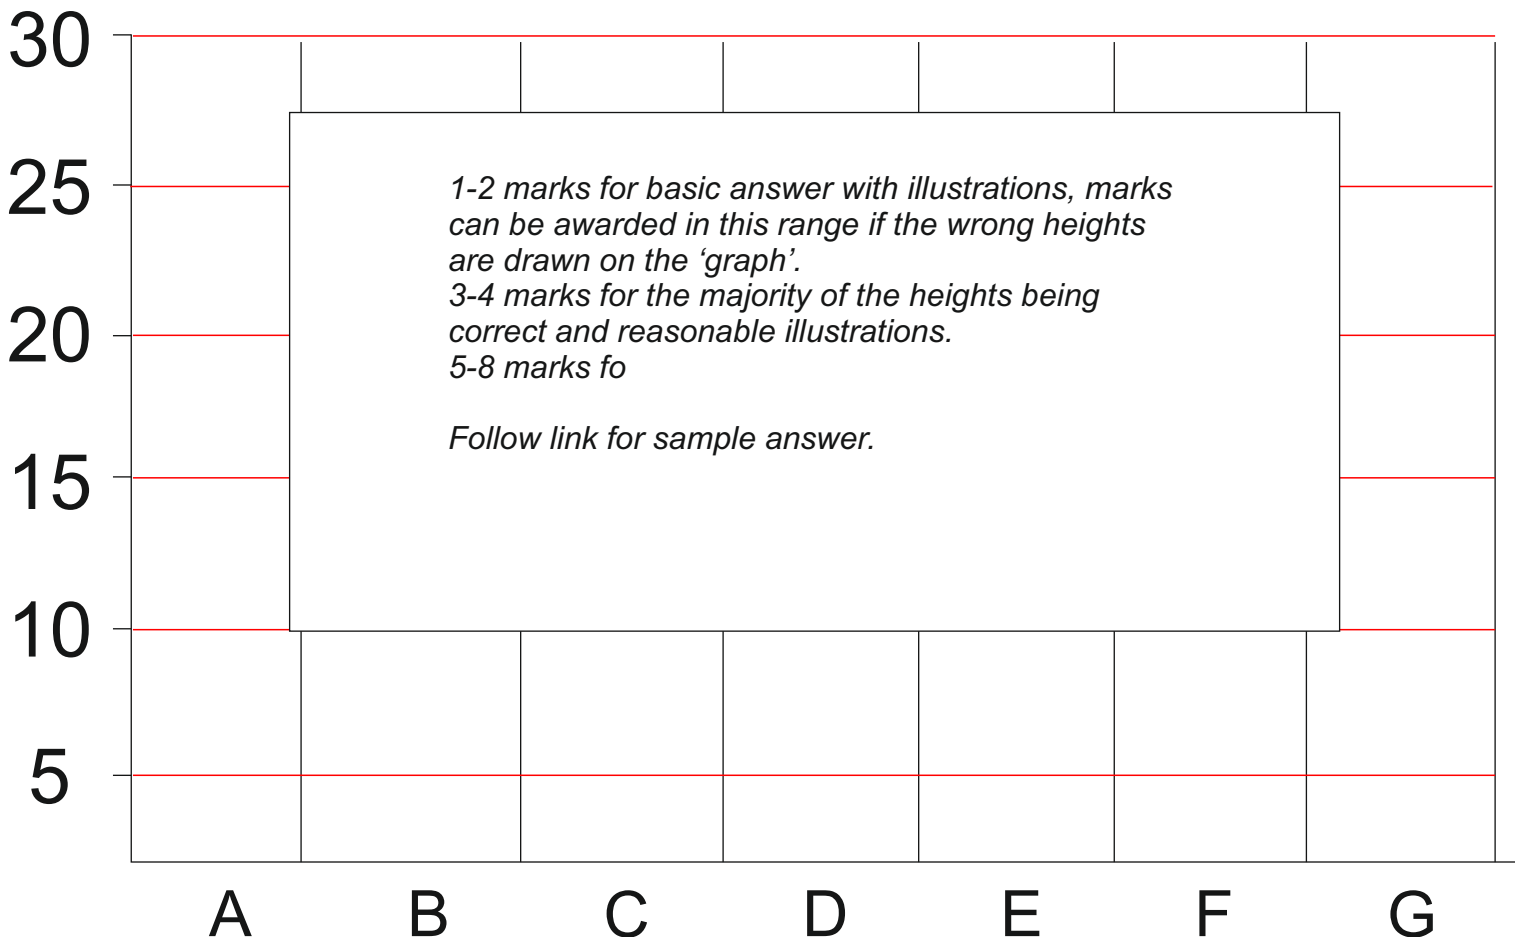 30
25
20
15
10
5
1-2 marks for basic answer with illustrations, marks
can be awarded in this range if the wrong heights
are drawn on the ‘graph’.
3-4 marks for the majority of the heights being
correct and reasonable illustrations.
5-8 marks fo
Follow link for sample answer.
A B C D E F G